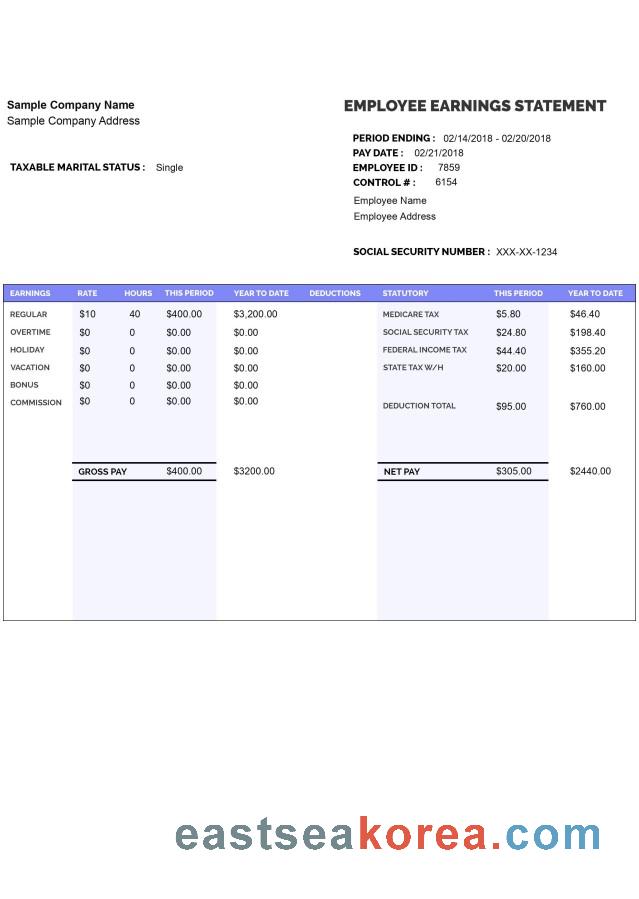 Sample Company Name
Sample Company Address
EMPLOYEE EARNINGS STATEMENT
PERIOD ENDING : 02/14/2018 - 02/20/2018
PAY DATE : 02/21/2018
TAXABLE MARITAL STATUS : Single
EMPLOYEE ID : 7859
CONTROL # : 6154
Employee Name
Employee Address
SOCIAL SECURITY NUMBER : XXX-XX-1234
EARNINGS RATE HOURS THIS PERIOD YEAR TO DATE DEDUCTIONS STATUTORY THIS PERIOD YEAR TO DATE
REGULAR $10 40 $400.00 $3,200.00 MEDICARE TAX $5.80 $46.40
OVERTIME $0 0 $0.00 $0.00 SOCIAL SECURITY TAX $24.80 $198.40
HOLIDAY $0 0 $0.00 $0.00 FEDERAL INCOME TAX $44.40 $355.20
VACATION $0 0 $0.00 $0.00 STATE TAX W/H $20.00 $160.00
BONUS $0 0 $0.00 $0.00
COMMISSION $0 0 $0.00 $0.00 DEDUCTION TOTAL $95.00 $760.00
GROSS PAY $400.00 $3200.00 NET PAY $305.00 $2440.00
eastseakorea.com